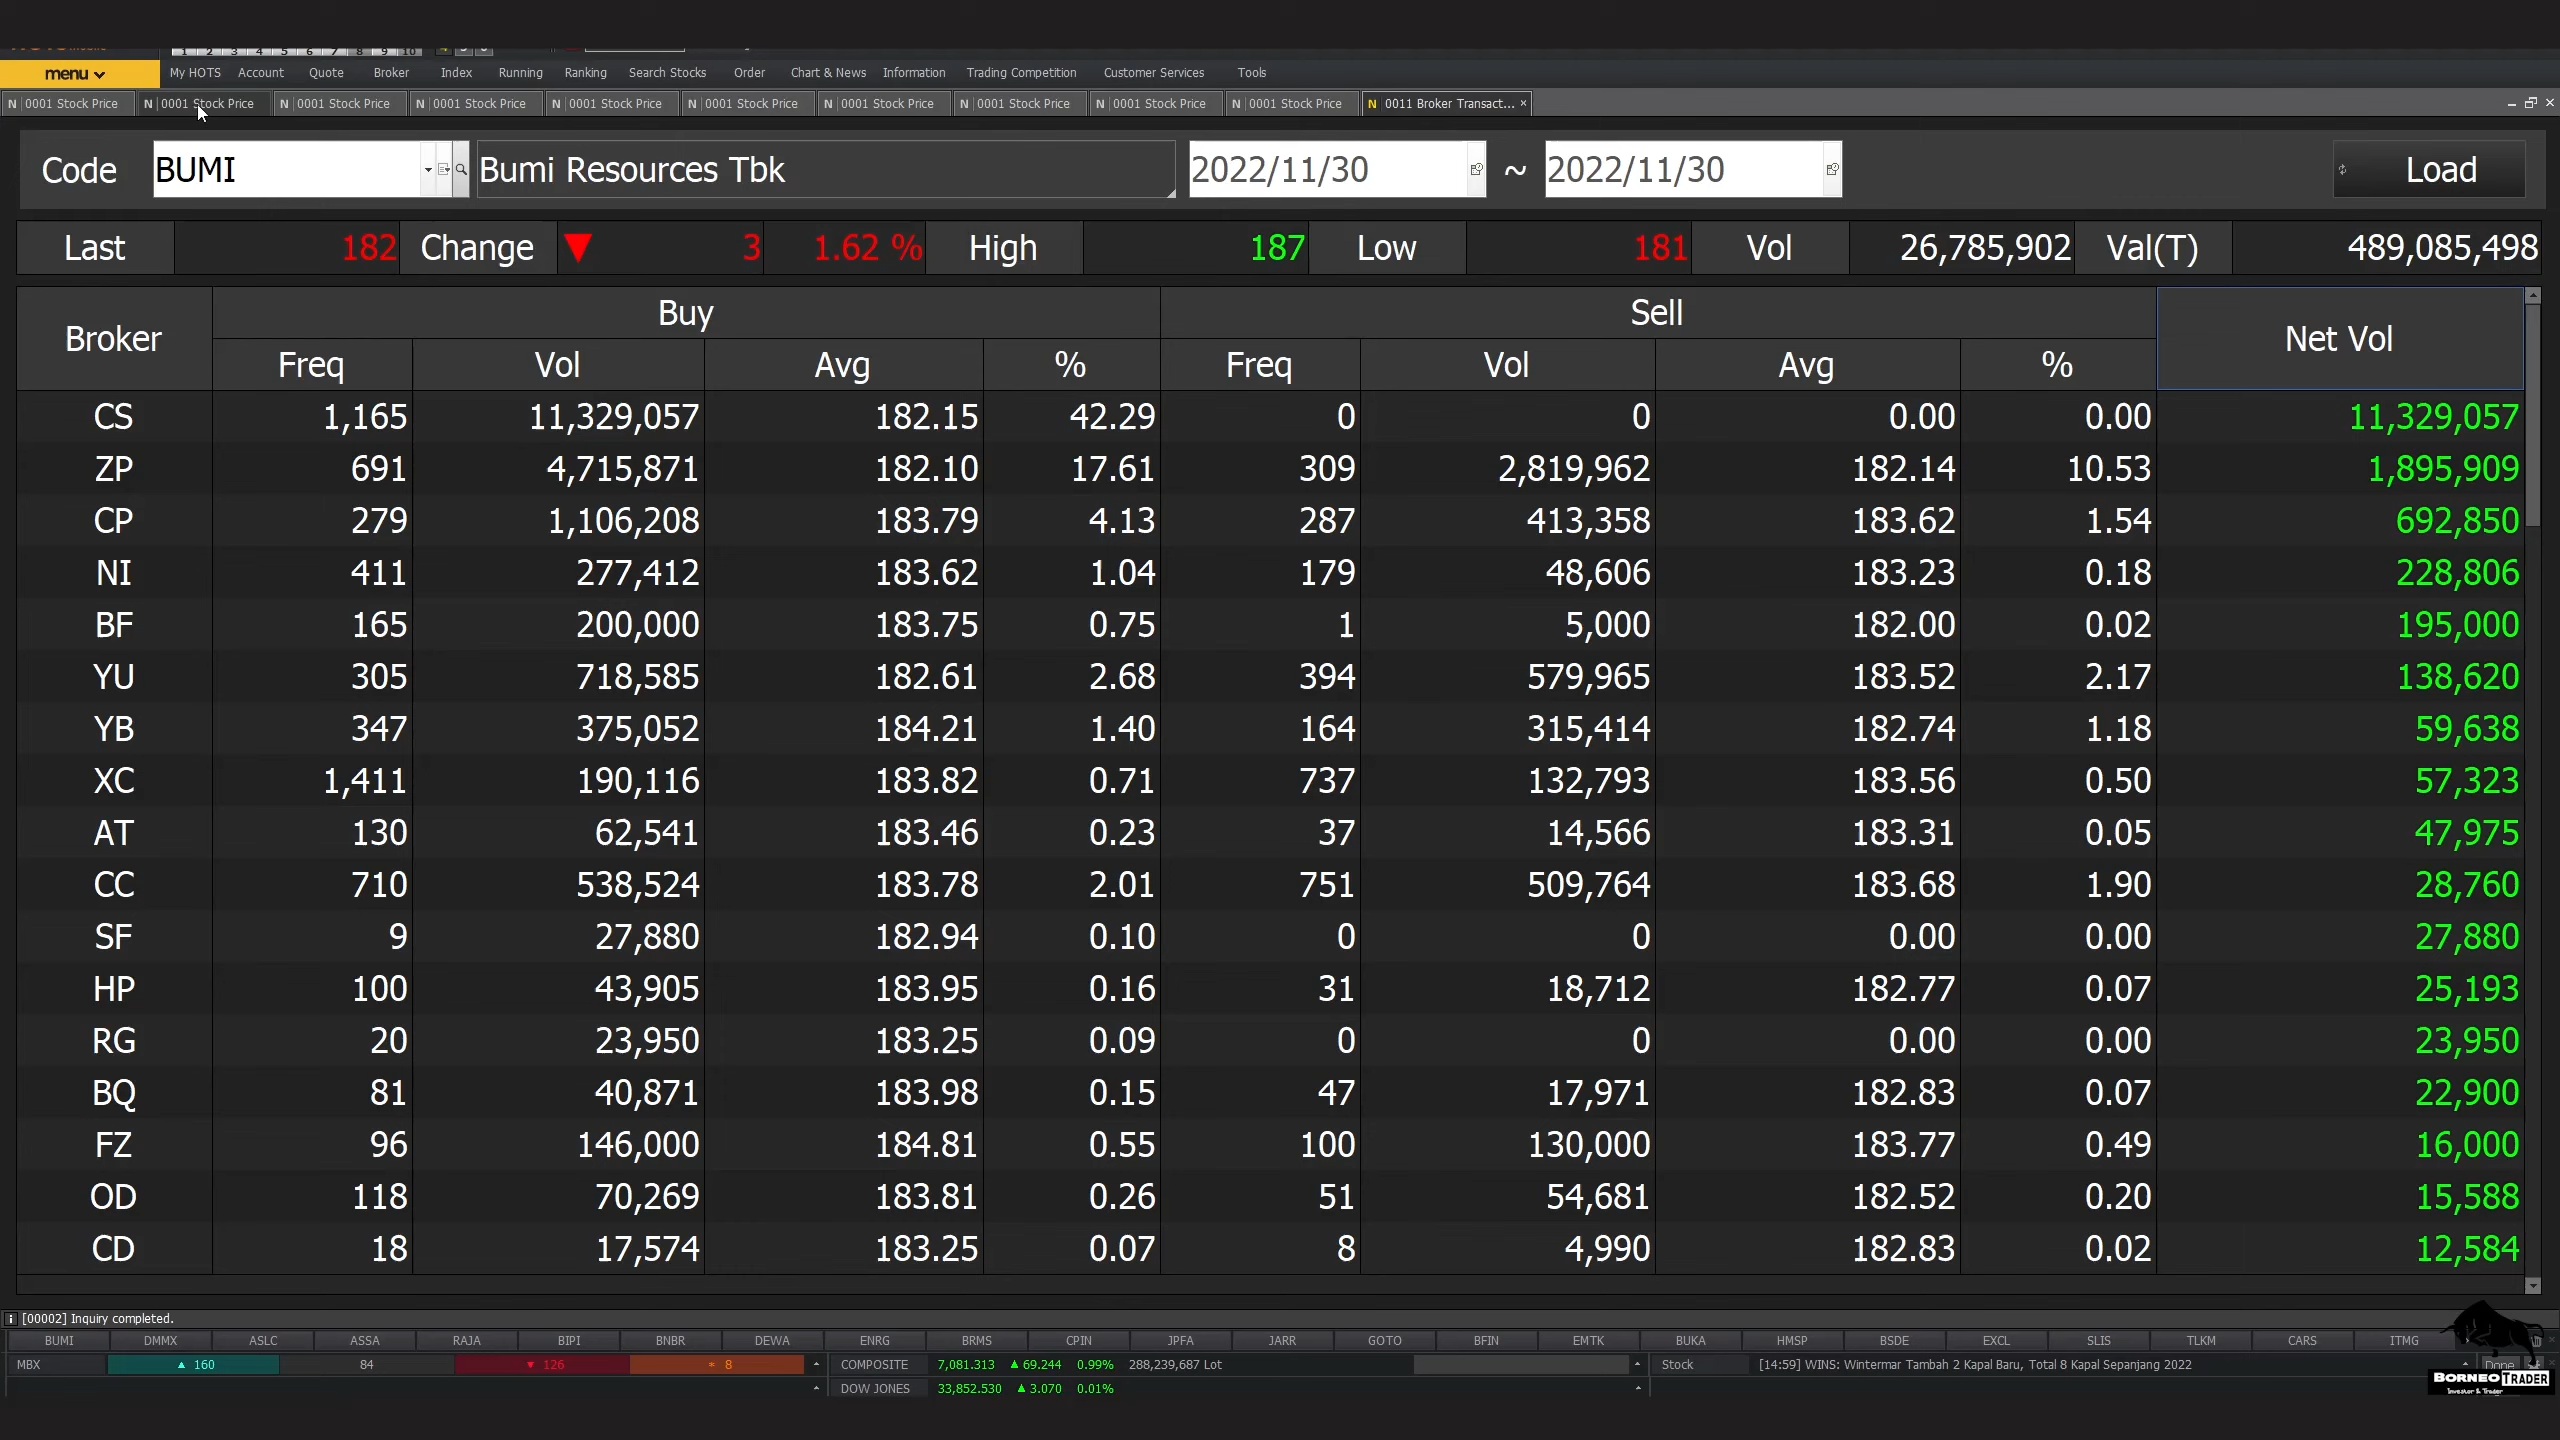 1 2 3 4 5 6 7 8 9 10
menu My HOTS Account Quote Broker Index Running Ranking Search Stocks Order Chart & News Information Trading Competition Customer Services Tools
N 0001 Stock Price N 0001 Stock Price N 0001 Stock Price N 0001 Stock Price N 0001 Stock Price N 0001 Stock Price N 0001 Stock Price N 0001 Stock Price N 0001 Stock Price N 0001 Stock Price N 0011 Broker Transact...
Code BUMI Bumi Resources Tbk 2022/11/30 ~ 2022/11/30 Load
Last 182 Change ▼ 3 1.62 % High 187 Low 181 Vol 26,785,902 Val(T) 489,085,498
Broker Buy Sell Net Vol
Freq Vol Avg % Freq Vol Avg %
CS 1,165 11,329,057 182.15 42.29 0 0 0.00 0.00 11,329,057
ZP 691 4,715,871 182.10 17.61 309 2,819,962 182.14 10.53 1,895,909
CP 279 1,106,208 183.79 4.13 287 413,358 183.62 1.54 692,850
NI 411 277,412 183.62 1.04 179 48,606 183.23 0.18 228,806
BF 165 200,000 183.75 0.75 1 5,000 182.00 0.02 195,000
YU 305 718,585 182.61 2.68 394 579,965 183.52 2.17 138,620
YB 347 375,052 184.21 1.40 164 315,414 182.74 1.18 59,638
XC 1,411 190,116 183.82 0.71 737 132,793 183.56 0.50 57,323
AT 130 62,541 183.46 0.23 37 14,566 183.31 0.05 47,975
CC 710 538,524 183.78 2.01 751 509,764 183.68 1.90 28,760
SF 9 27,880 182.94 0.10 0 0 0.00 0.00 27,880
HP 100 43,905 183.95 0.16 31 18,712 182.77 0.07 25,193
RG 20 23,950 183.25 0.09 0 0 0.00 0.00 23,950
BQ 81 40,871 183.98 0.15 47 17,971 182.83 0.07 22,900
FZ 96 146,000 184.81 0.55 100 130,000 183.77 0.49 16,000
OD 118 70,269 183.81 0.26 51 54,681 182.52 0.20 15,588
CD 18 17,574 183.25 0.07 8 4,990 182.83 0.02 12,584
[00002] Inquiry completed.
BUMI DMMX ASLC ASSA RAJA BIPI BNBR DEWA ENRG BRMS CPIN JPFA JARR GOTO BFIN EMTK BUKA HMSP BSDE EXCL SLIS TLKM CARS ITMG
MBX ▲ 160 84 ▼ 126 * 8 COMPOSITE 7,081.313 ▲ 69.244 0.99% 288,239,687 Lot Stock [14:59] WINS: Wintermar Tambah 2 Kapal Baru, Total 8 Kapal Sepanjang 2022 Done
DOW JONES 33,852.530 ▲ 3.070 0.01%
BORNEO TRADER
Investor & Trader